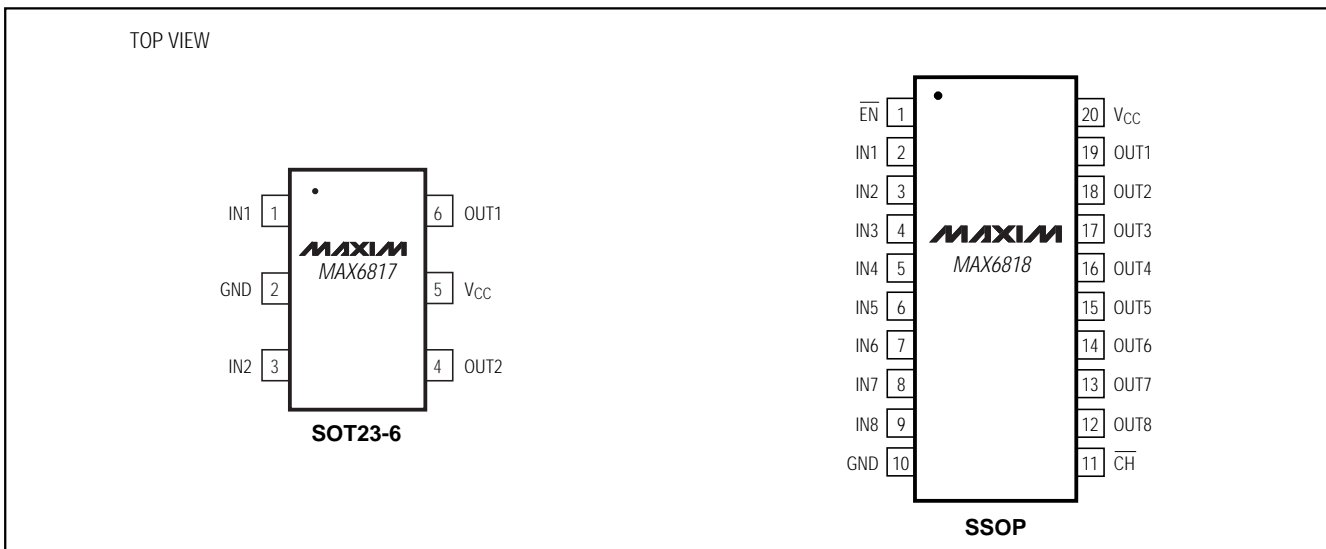 TOP VIEW
IN1 1
6 OUT1
MAXIM
MAX6817
GND 2
5 VCC
IN2 3
4 OUT2
SOT23-6
EN 1
20 VCC
IN1 2
19 OUT1
IN2 3
18 OUT2
IN3 4
17 OUT3
MAXIM
MAX6818
IN4 5
16 OUT4
IN5 6
15 OUT5
IN6 7
14 OUT6
IN7 8
13 OUT7
IN8 9
12 OUT8
GND 10
11 CH
SSOP